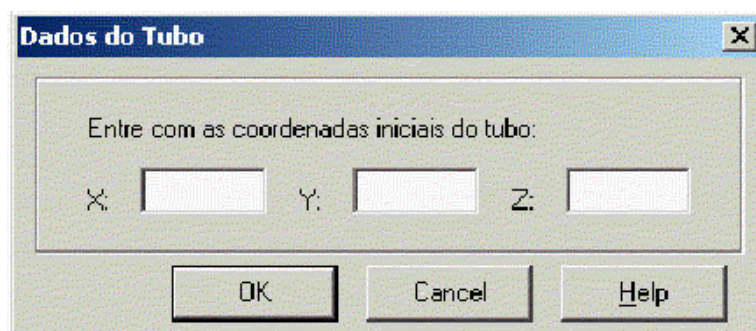 Dados do Tubo
Entre com as coordenadas iniciais do tubo:
X: Y: Z:
OK Cancel Help